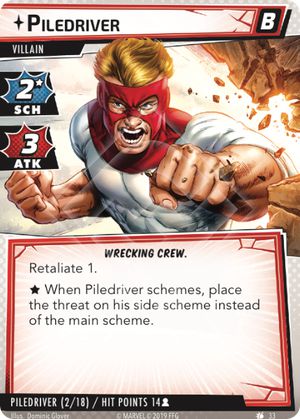 PILEDRIVER
B
VILLAIN
2*
SCH
3
ATK
WRECKING CREW.
Retaliate 1.
★ When Piledriver schemes, place
the threat on his side scheme instead
of the main scheme.
PILEDRIVER (2/18) / HIT POINTS 14
Illus. Dominic Glover © MARVEL © 2019 FFG 33